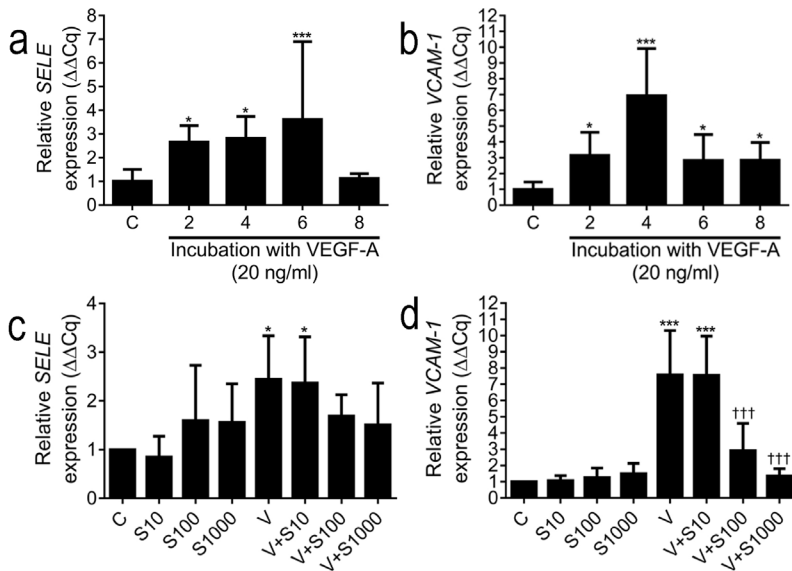 a
Relative SELE
expression (ΔΔCq)
8
7
6
5
4
3
2
1
0
*
*
***
C
2
4
6
8
Incubation with VEGF-A
(20 ng/ml)
b
Relative VCAM-1
expression (ΔΔCq)
12
10
9
8
7
6
5
4
3
2
1
0
*
***
*
*
C
2
4
6
8
Incubation with VEGF-A
(20 ng/ml)
c
Relative SELE
expression (ΔΔCq)
4
3
2
1
0
*
*
C
S10
S100
S1000
V
V+S10
V+S100
V+S1000
d
Relative VCAM-1
expression (ΔΔCq)
12
10
9
8
7
6
5
4
2
2
1
0
***
***
†††
†††
C
S10
S100
S1000
V
V+S10
V+S100
V+S1000